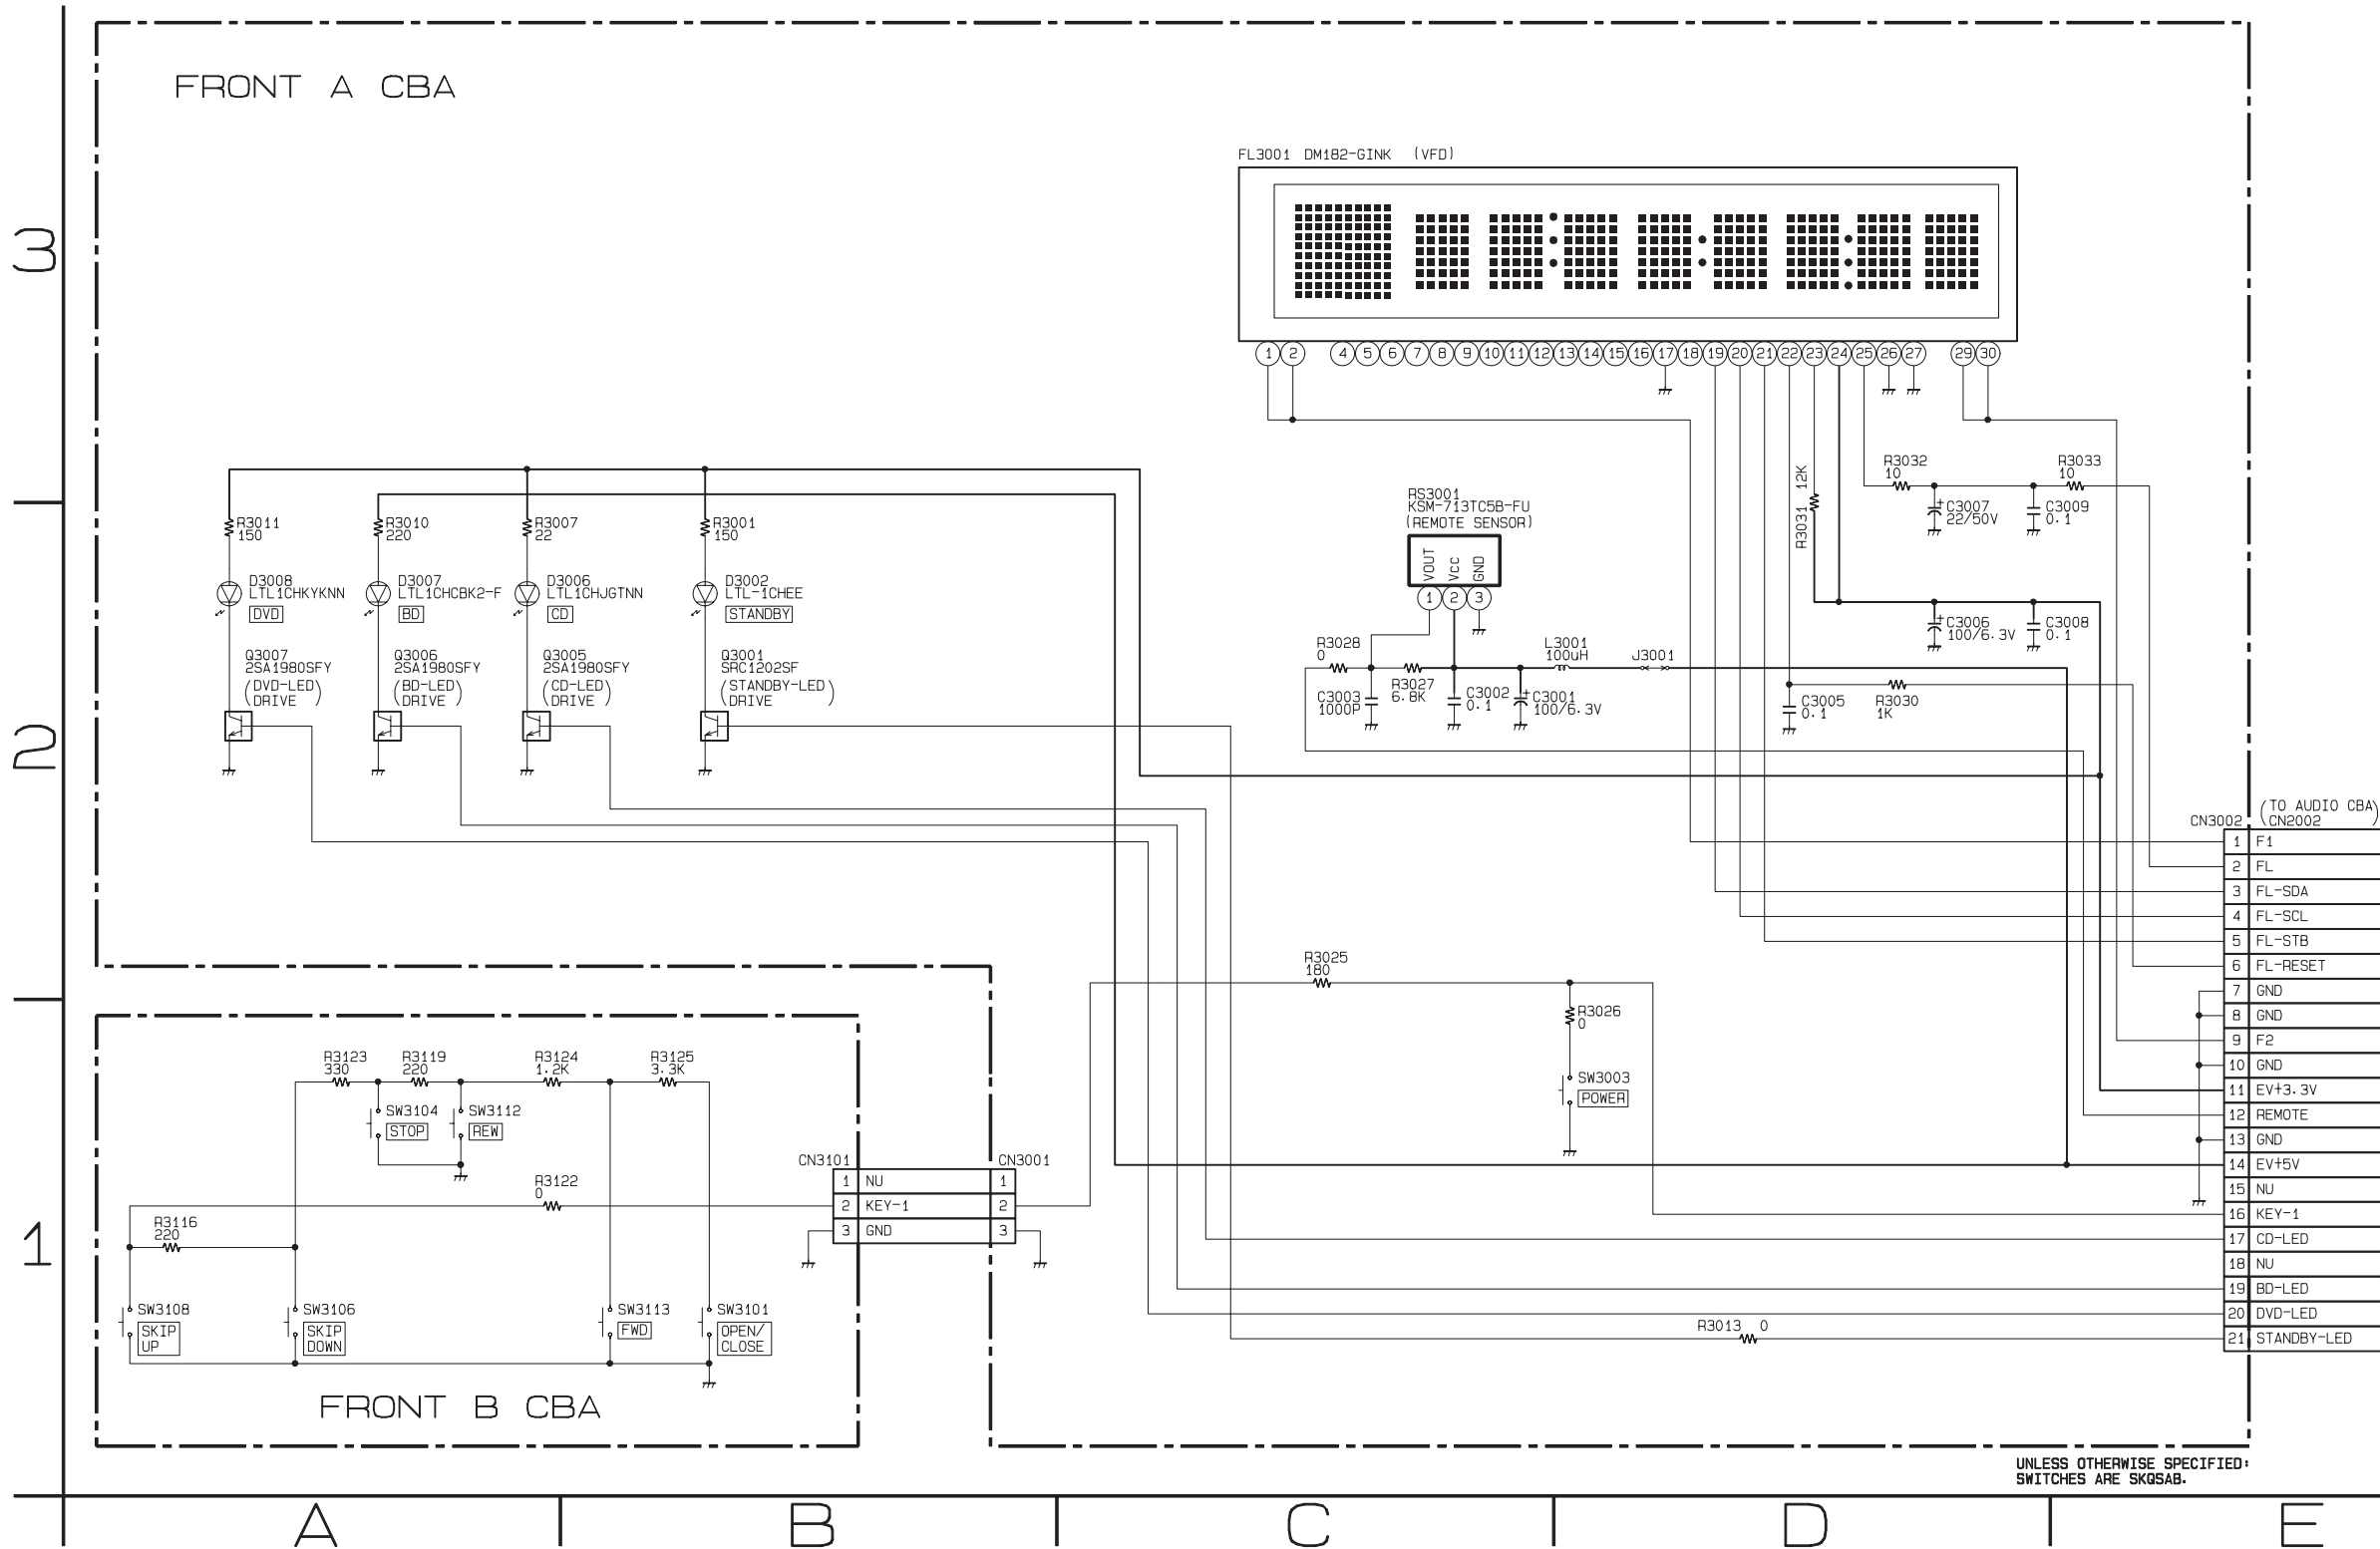 FRONT A CBA
FL3001 DM182-GINK (VFD)
1 2 4 5 6 7 8 9 10 11 12 13 14 15 16 17 18 19 20 21 22 23 24 25 26 27 29 30
3
R3011
150
R3010
220
R3007
22
R3001
150
D3008
LTL1CHKYKNN
DVD
D3007
LTL1CHCBK2-F
BD
D3006
LTL1CHJGTNN
CD
D3002
LTL-1CHEE
STANDBY
Q3007
2SA1980SFY
(DVD-LED)
DRIVE
Q3006
2SA1980SFY
(BD-LED)
DRIVE
Q3005
2SA1980SFY
(CD-LED)
DRIVE
Q3001
SRC1202SF
(STANDBY-LED)
DRIVE
RS3001
KSM-713TC5B-FU
(REMOTE SENSOR)
VOUT
Vcc
GND
1 2 3
R3028
0
C3003
1000P
R3027
6.8K
C3002
0.1
C3001
100/6.3V
L3001
100uH
J3001
R3031 12K
R3032
10
R3033
10
C3007
22/50V
C3009
0.1
C3006
100/6.3V
C3008
0.1
C3005
0.1
R3030
1K
2
(TO AUDIO CBA)
CN3002 CN2002
1 F1
2 FL
3 FL-SDA
4 FL-SCL
5 FL-STB
6 FL-RESET
7 GND
8 GND
9 F2
10 GND
11 EV+3.3V
12 REMOTE
13 GND
14 EV+5V
15 NU
16 KEY-1
17 CD-LED
18 NU
19 BD-LED
20 DVD-LED
21 STANDBY-LED
R3025
180
R3026
0
SW3003
POWER
R3013 0
R3123
330
R3119
220
R3124
1.2K
R3125
3.3K
SW3104
STOP
SW3112
REW
R3122
0
R3116
220
CN3101
CN3001
1 NU 1
2 KEY-1 2
3 GND 3
1
SW3108
SKIP
UP
SW3106
SKIP
DOWN
SW3113
FWD
SW3101
OPEN/
CLOSE
FRONT B CBA
UNLESS OTHERWISE SPECIFIED:
SWITCHES ARE SKQSAB.
A B C D E